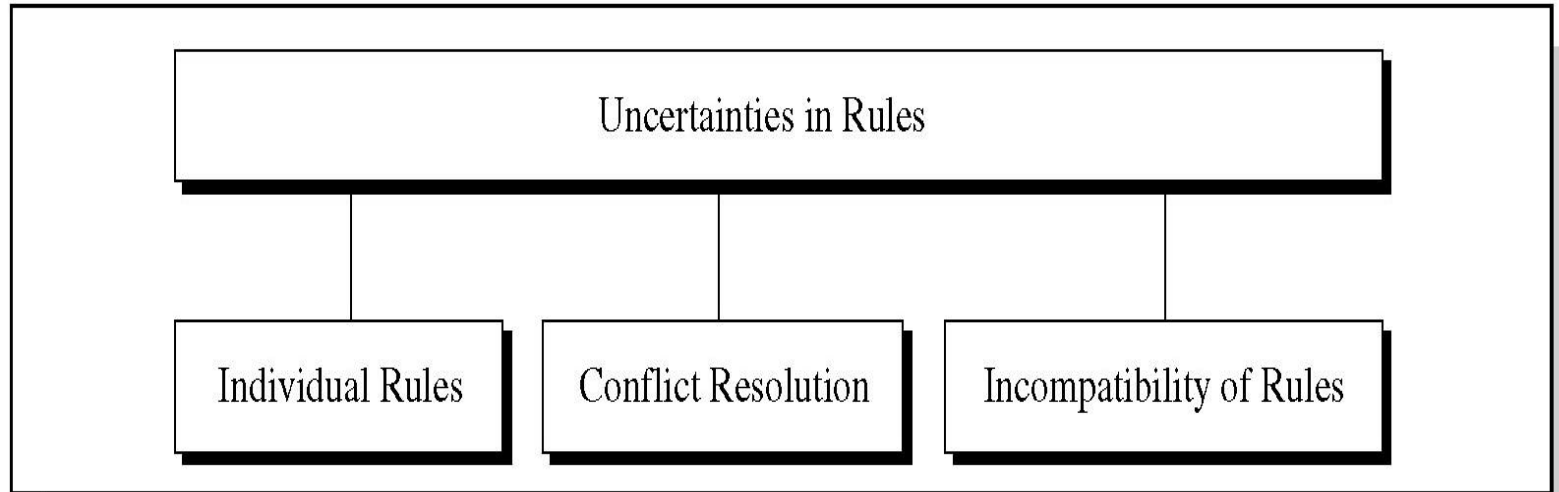 Uncertainties in Rules
Individual Rules
Conflict Resolution
Incompatibility of Rules